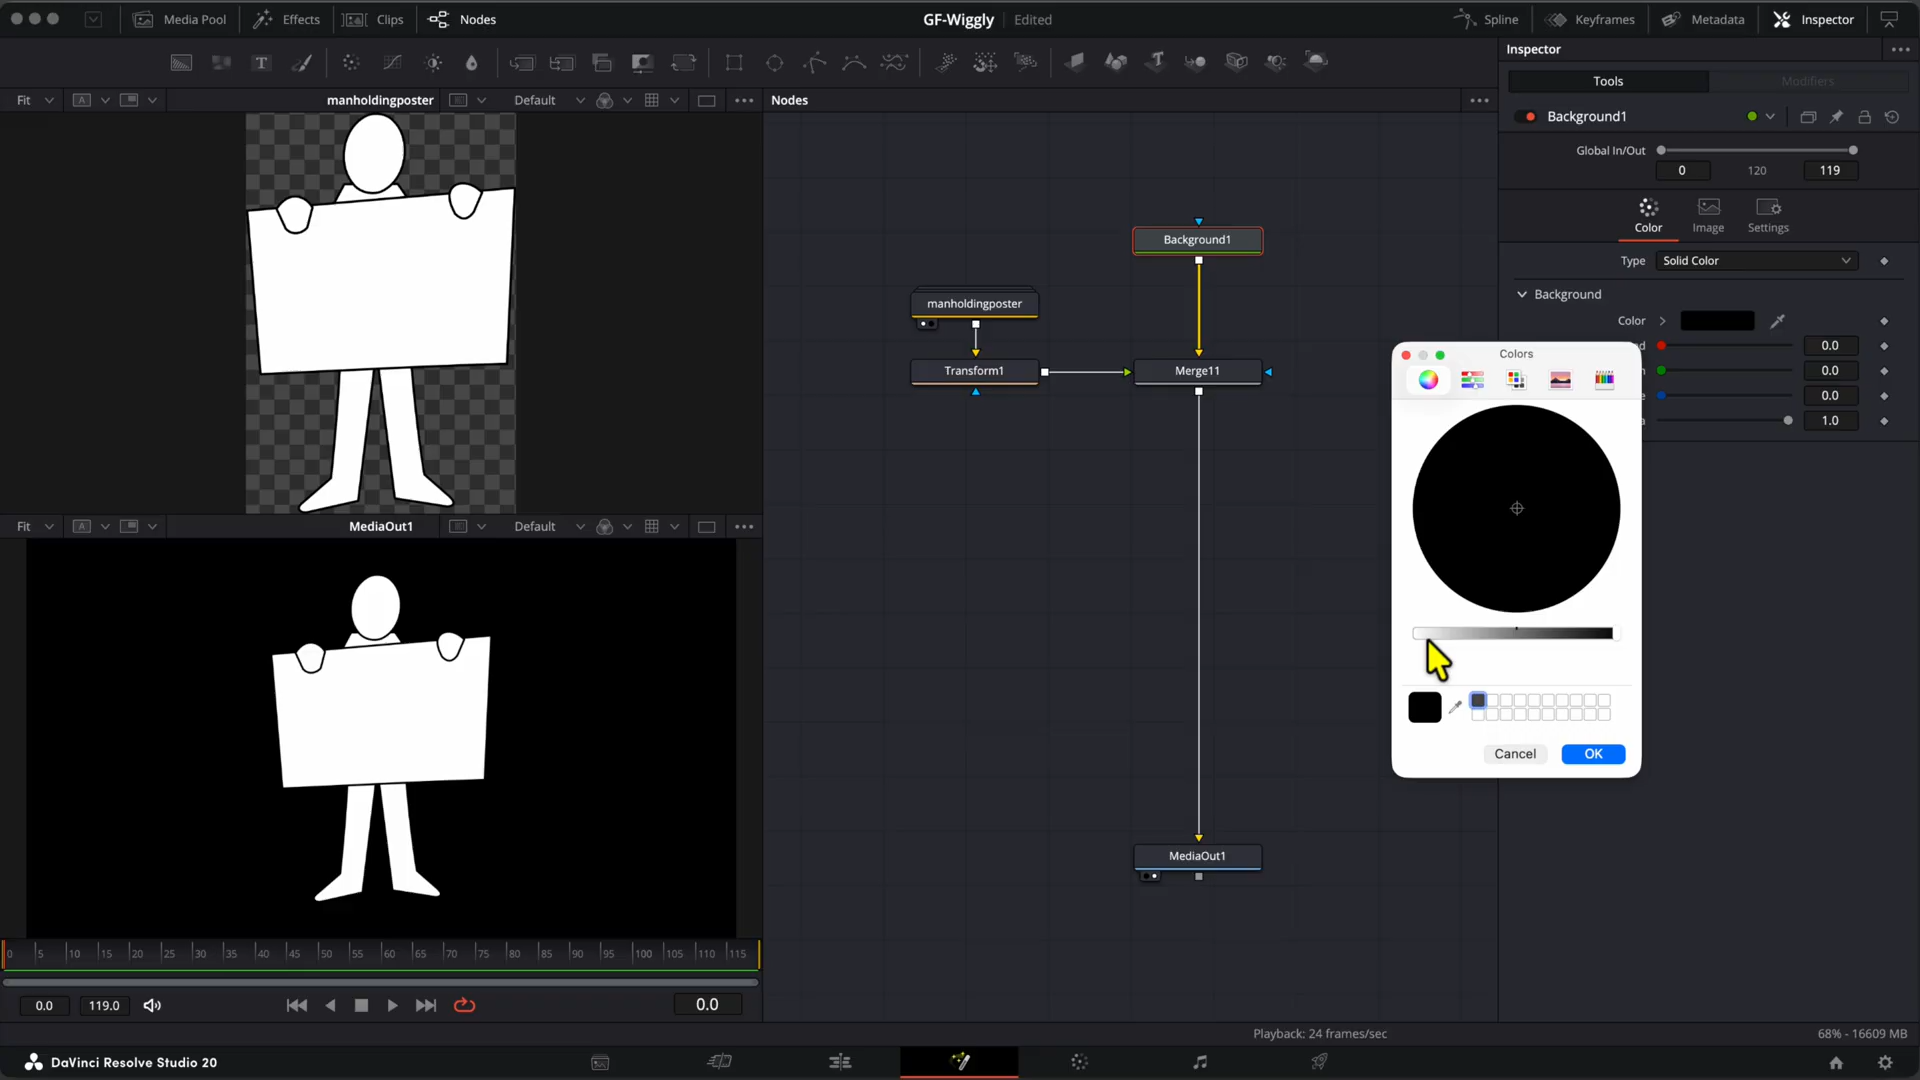 Media Pool Effects Clips Nodes GF-Wiggly Edited Spline Keyframes Metadata Inspector
Inspector
Tools Modifiers
Fit A manholdingposter Default Nodes
Background1
Global In/Out
0 120 119
Color Image Settings
Type Solid Color
Background
Color
0.0
0.0
0.0
1.0
Background1
manholdingposter
Transform1
Merge11
MediaOut1
Colors
Cancel OK
Fit A MediaOut1 Default
0 5 10 15 20 25 30 35 40 45 50 55 60 65 70 75 80 85 90 95 100 105 110 115
0.0 119.0 0.0
Playback: 24 frames/sec 68% - 16609 MB
DaVinci Resolve Studio 20